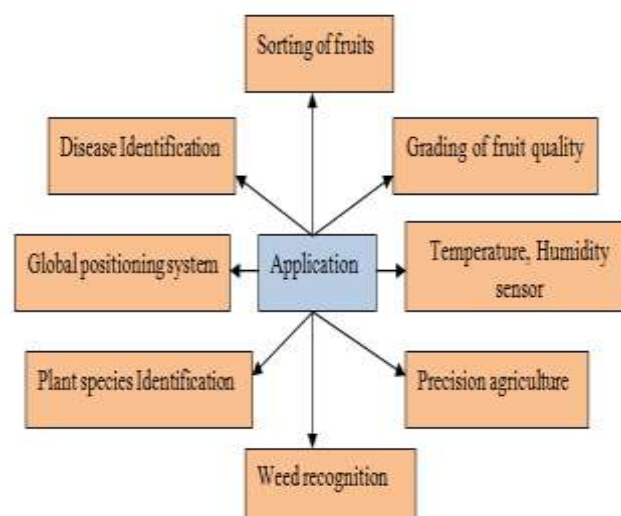 Sorting of fruits
Disease Identification
Grading of fruit quality
Global positioning system
Application
Temperature, Humidity
sensor
Plant species Identification
Precision agriculture
Weed recognition